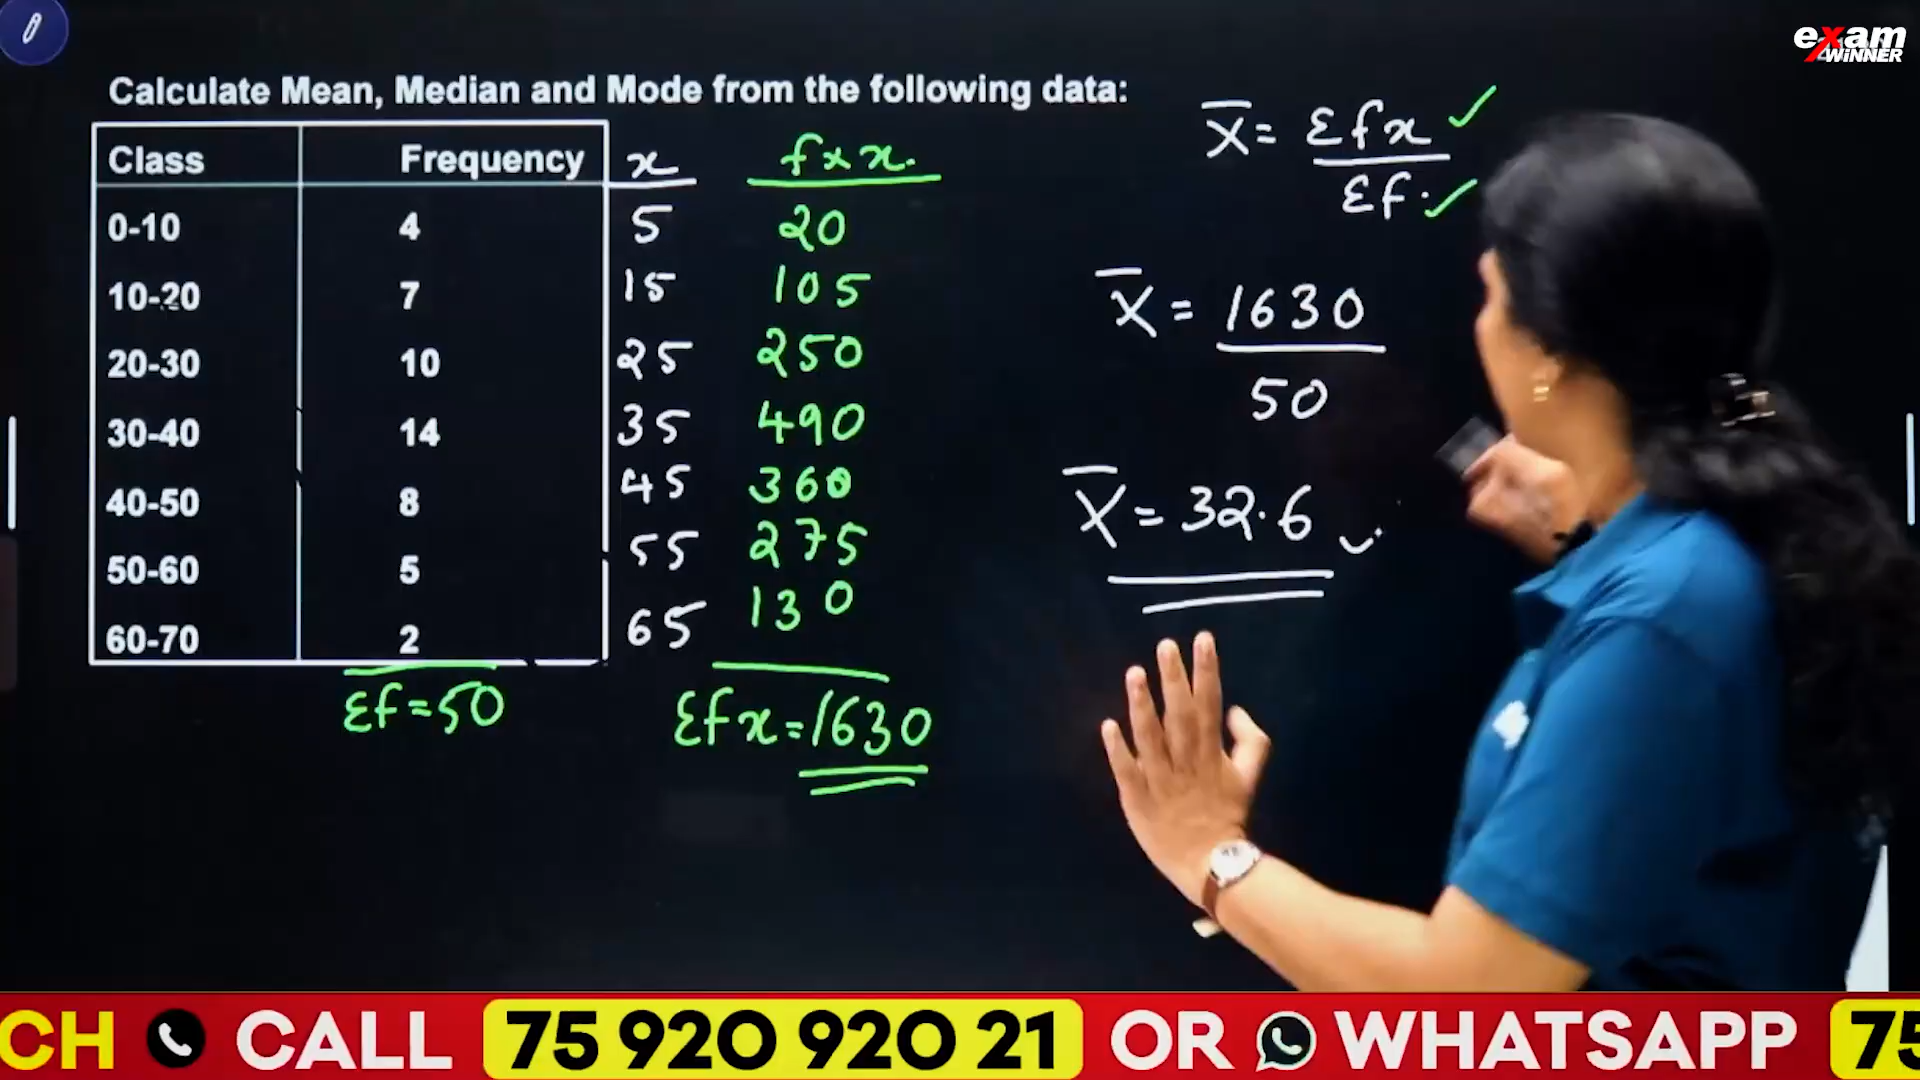 exam
WINNER
Calculate Mean, Median and Mode from the following data:
Class Frequency x f×x.
0-10 4 5 20
10-20 7 15 105
20-30 10 25 250
30-40 14 35 490
40-50 8 45 360
50-60 5 55 275
60-70 2 65 130
Σf=50 Σfx=1630
X̅= Σfx
Σf.
X̅ = 1630
50
X̅ = 32.6
CH CALL 75 920 920 21 OR WHATSAPP 75